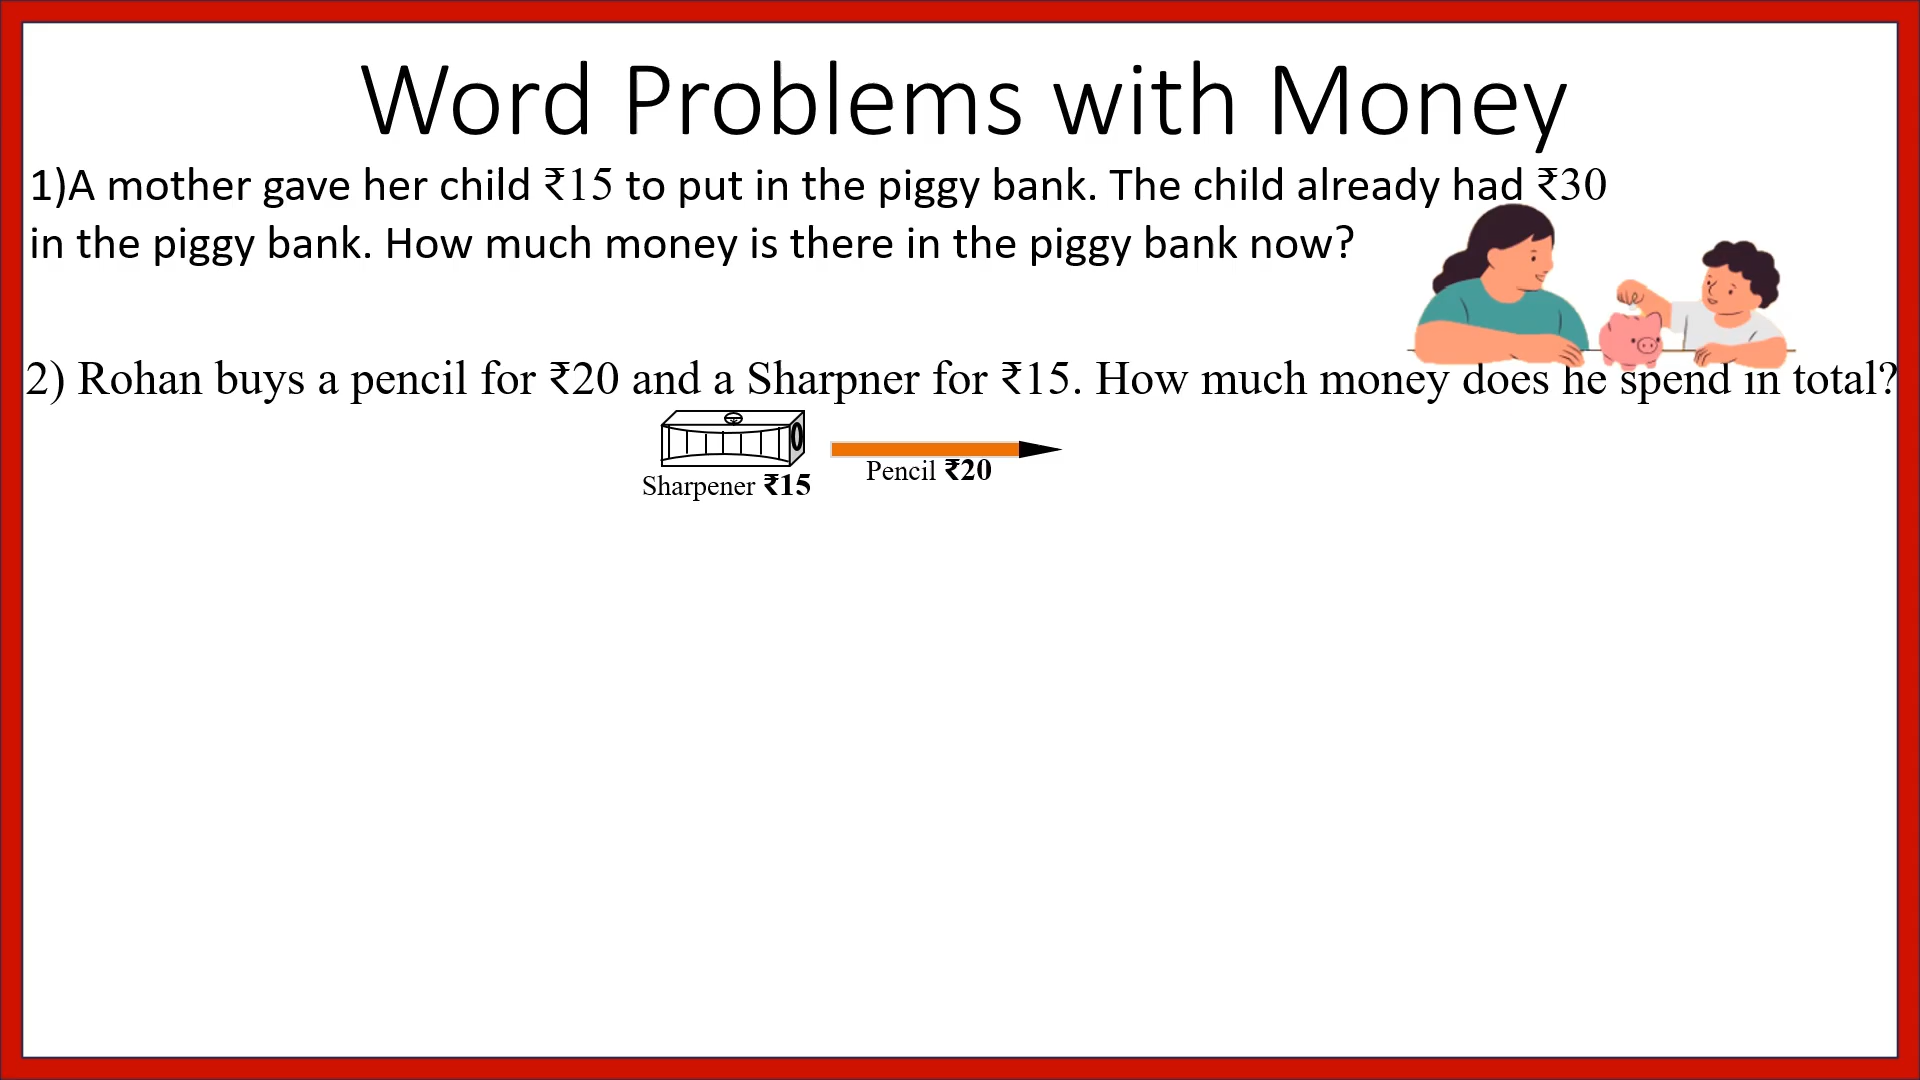 Word Problems with Money
1)A mother gave her child ₹15 to put in the piggy bank. The child already had ₹30
in the piggy bank. How much money is there in the piggy bank now?
2) Rohan buys a pencil for ₹20 and a Sharpner for ₹15. How much money does he spend in total?
Sharpener ₹15
Pencil ₹20